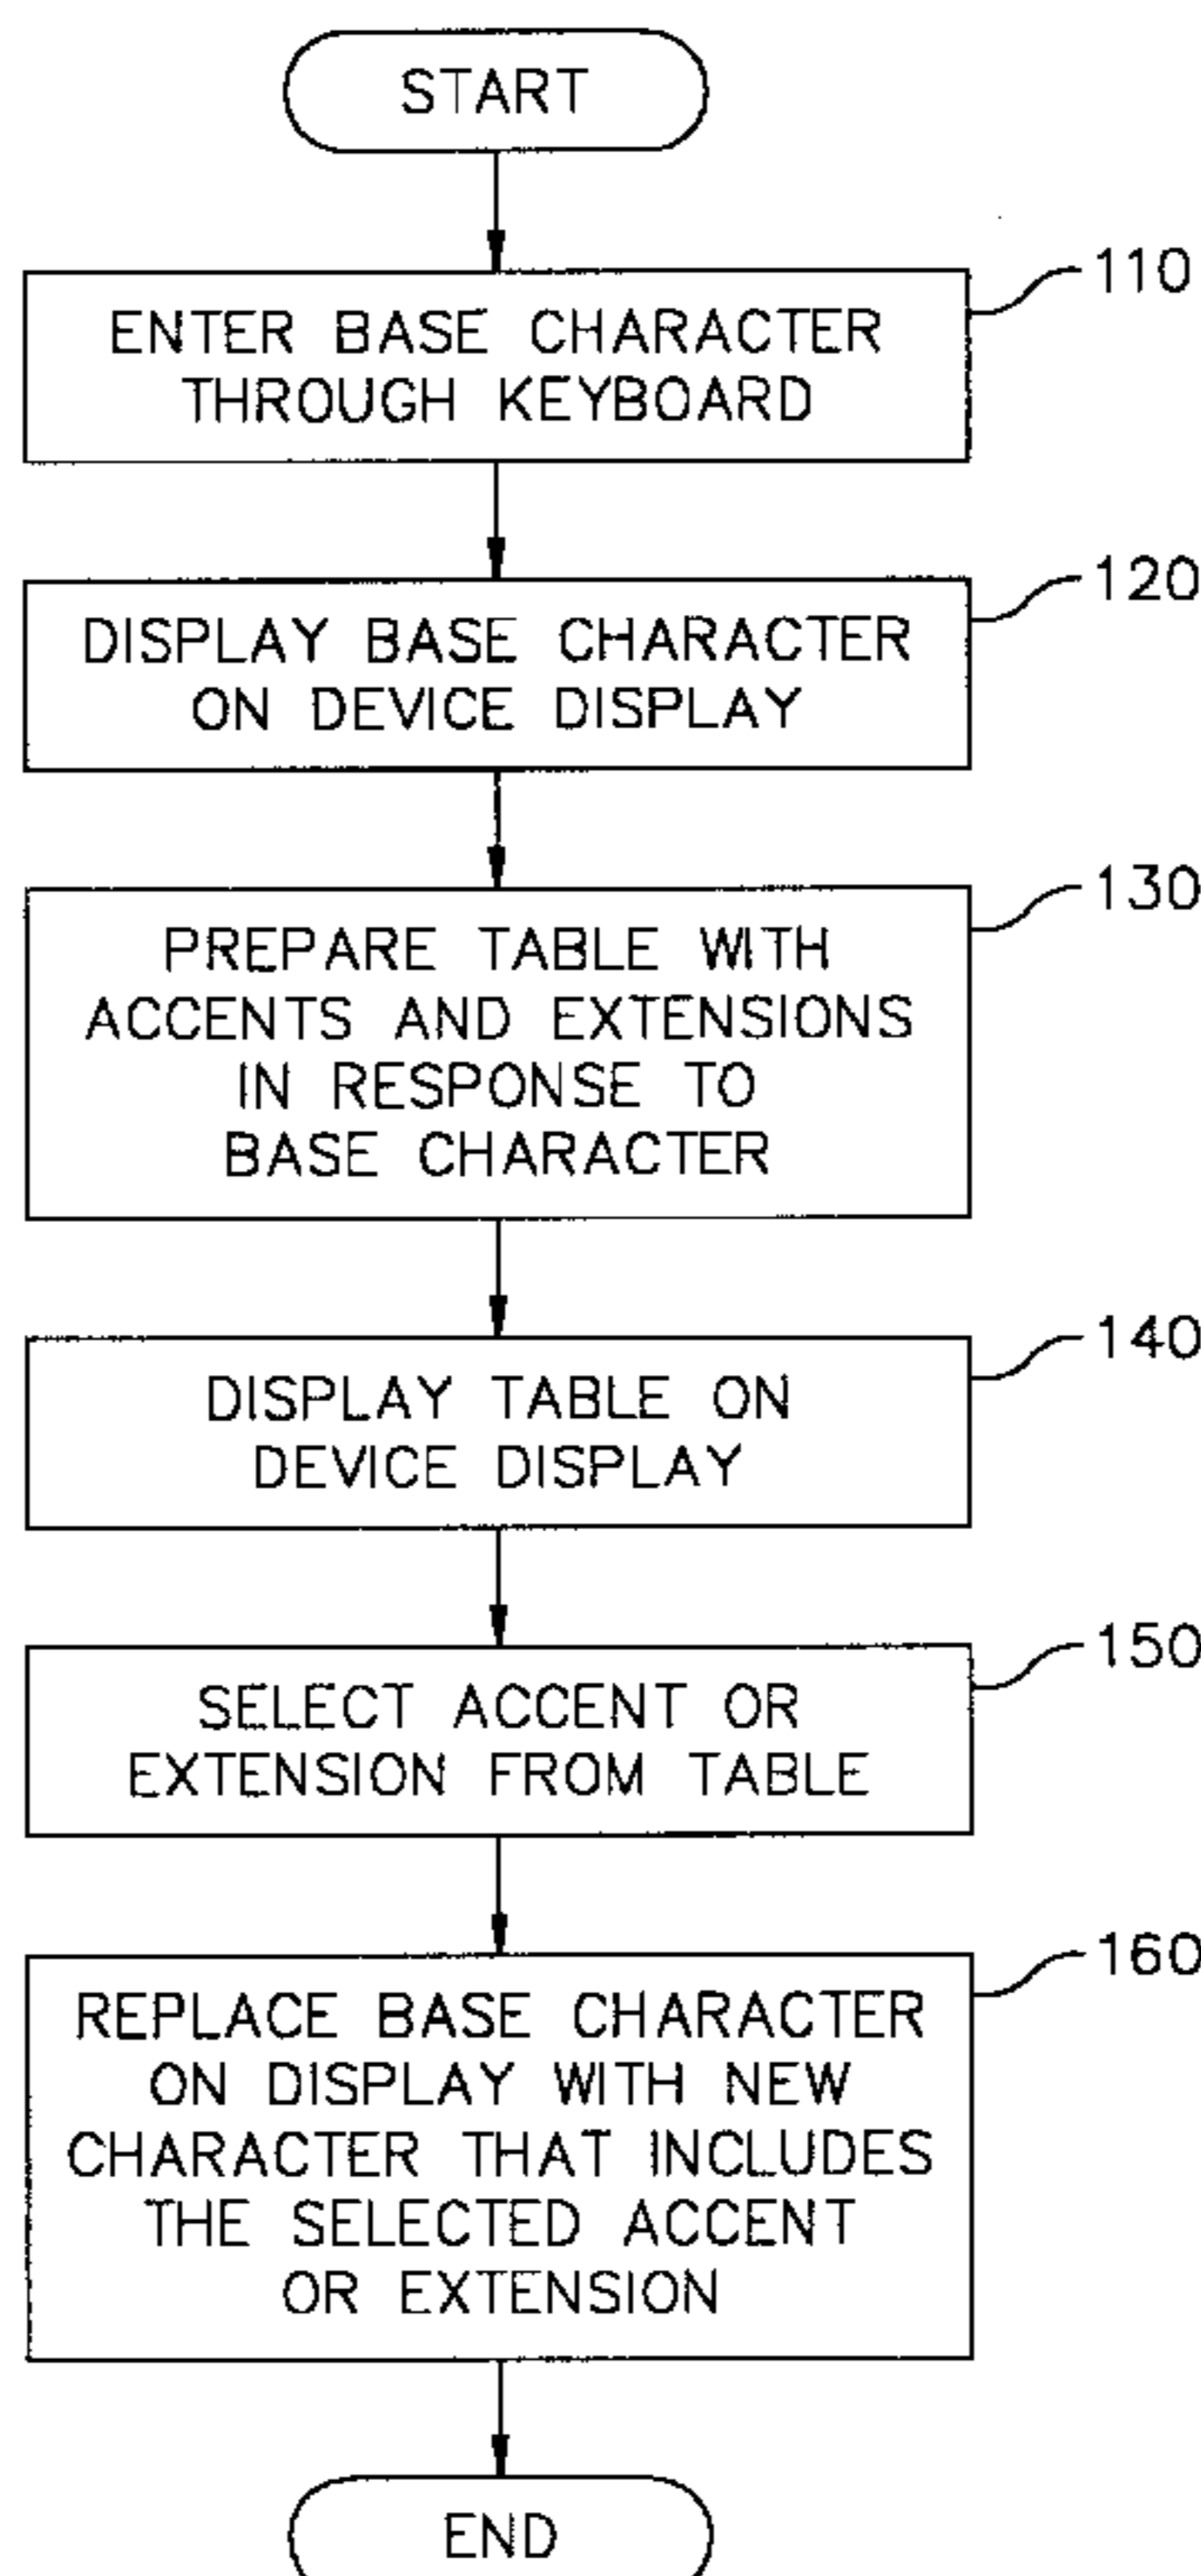 START
110
ENTER BASE CHARACTER
THROUGH KEYBOARD
120
DISPLAY BASE CHARACTER
ON DEVICE DISPLAY
130
PREPARE TABLE WITH
ACCENTS AND EXTENSIONS
IN RESPONSE TO
BASE CHARACTER
140
DISPLAY TABLE ON
DEVICE DISPLAY
150
SELECT ACCENT OR
EXTENSION FROM TABLE
160
REPLACE BASE CHARACTER
ON DISPLAY WITH NEW
CHARACTER THAT INCLUDES
THE SELECTED ACCENT
OR EXTENSION
END